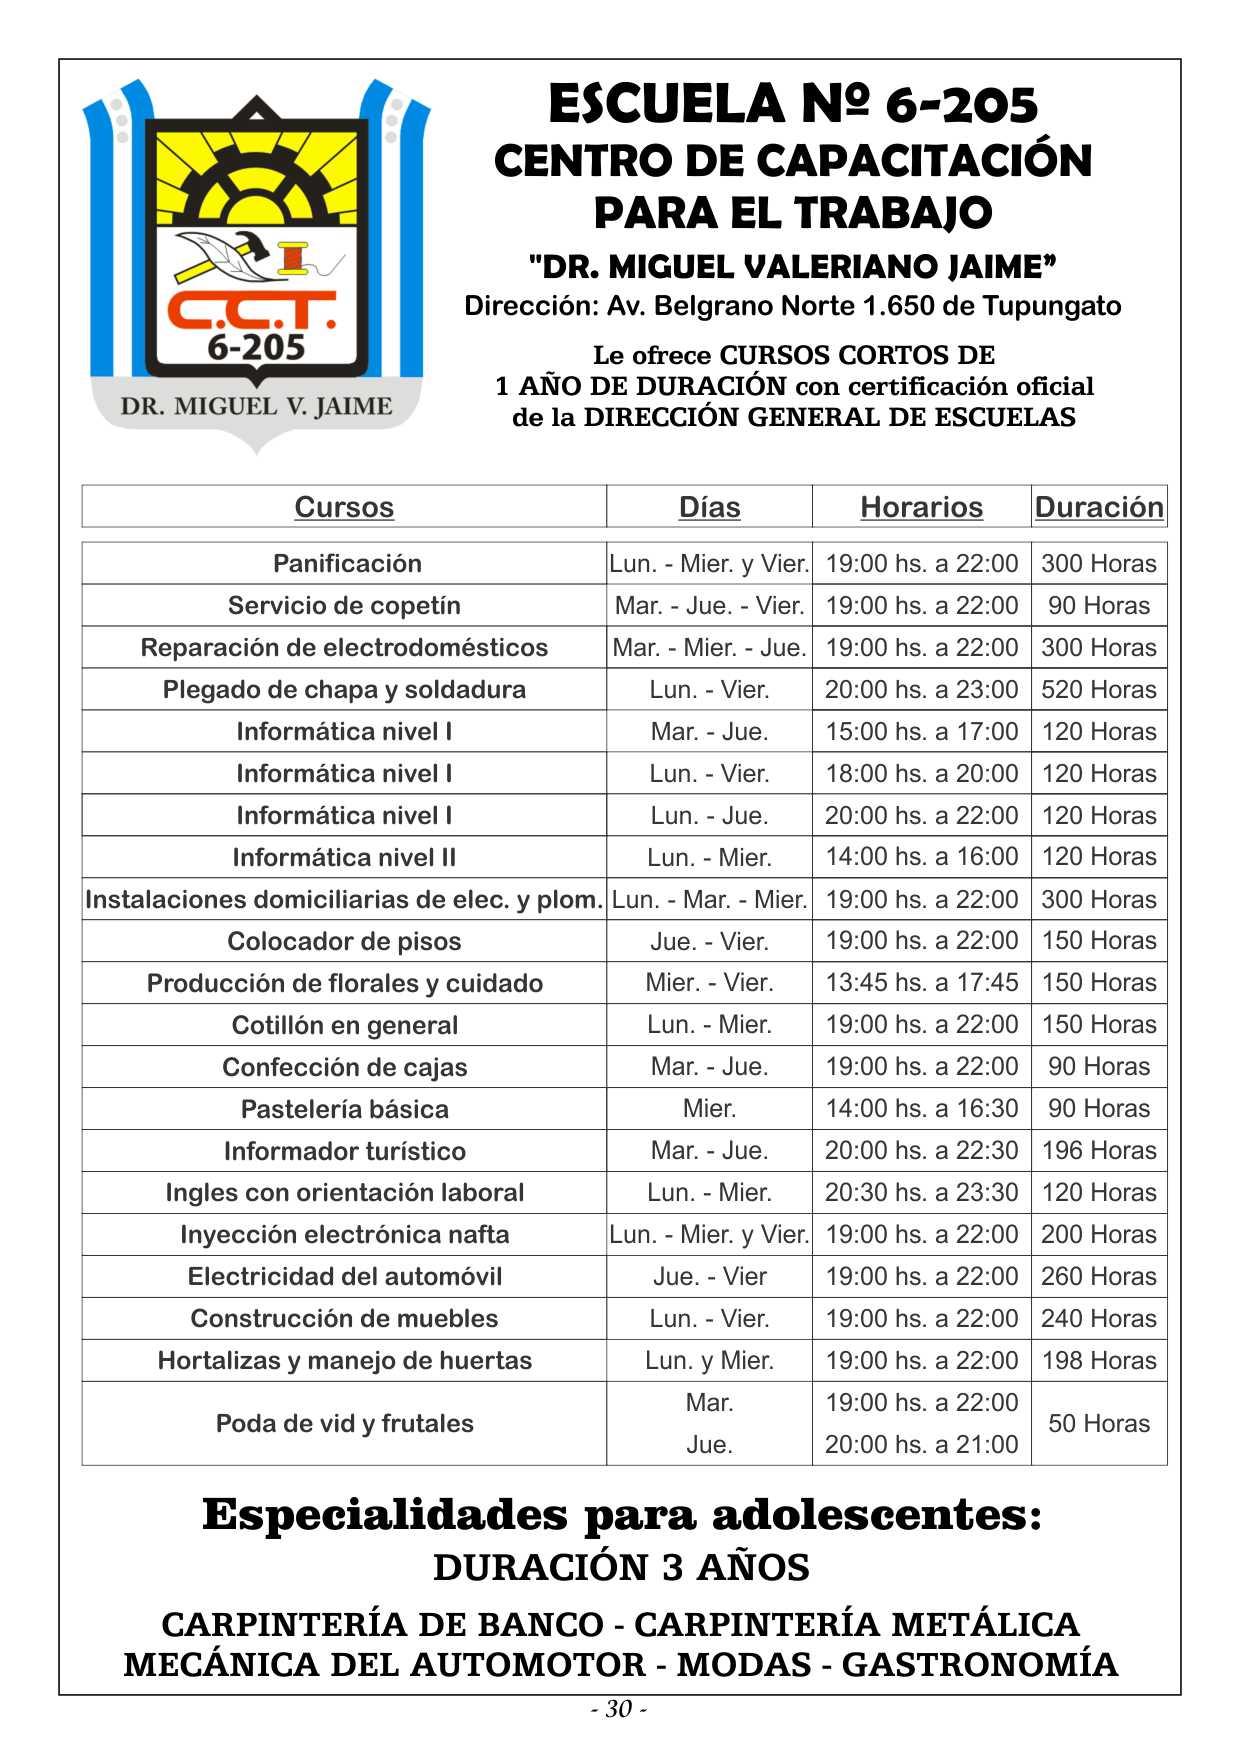 C.C.T.
6-205
DR. MIGUEL V. JAIME
ESCUELA Nº 6-205
CENTRO DE CAPACITACIÓN
PARA EL TRABAJO
"DR. MIGUEL VALERIANO JAIME”
Dirección: Av. Belgrano Norte 1.650 de Tupungato
Le ofrece CURSOS CORTOS DE
1 AÑO DE DURACIÓN con certificación oficial
de la DIRECCIÓN GENERAL DE ESCUELAS
Cursos Días Horarios Duración
Panificación Lun. - Mier. y Vier. 19:00 hs. a 22:00 300 Horas
Servicio de copetín Mar. - Jue. - Vier. 19:00 hs. a 22:00 90 Horas
Reparación de electrodomésticos Mar. - Mier. - Jue. 19:00 hs. a 22:00 300 Horas
Plegado de chapa y soldadura Lun. - Vier. 20:00 hs. a 23:00 520 Horas
Informática nivel I Mar. - Jue. 15:00 hs. a 17:00 120 Horas
Informática nivel I Lun. - Vier. 18:00 hs. a 20:00 120 Horas
Informática nivel I Lun. - Jue. 20:00 hs. a 22:00 120 Horas
Informática nivel II Lun. - Mier. 14:00 hs. a 16:00 120 Horas
Instalaciones domiciliarias de elec. y plom. Lun. - Mar. - Mier. 19:00 hs. a 22:00 300 Horas
Colocador de pisos Jue. - Vier. 19:00 hs. a 22:00 150 Horas
Producción de florales y cuidado Mier. - Vier. 13:45 hs. a 17:45 150 Horas
Cotillón en general Lun. - Mier. 19:00 hs. a 22:00 150 Horas
Confección de cajas Mar. - Jue. 19:00 hs. a 22:00 90 Horas
Pastelería básica Mier. 14:00 hs. a 16:30 90 Horas
Informador turístico Mar. - Jue. 20:00 hs. a 22:30 196 Horas
Ingles con orientación laboral Lun. - Mier. 20:30 hs. a 23:30 120 Horas
Inyección electrónica nafta Lun. - Mier. y Vier. 19:00 hs. a 22:00 200 Horas
Electricidad del automóvil Jue. - Vier 19:00 hs. a 22:00 260 Horas
Construcción de muebles Lun. - Vier. 19:00 hs. a 22:00 240 Horas
Hortalizas y manejo de huertas Lun. y Mier. 19:00 hs. a 22:00 198 Horas
Mar. 19:00 hs. a 22:00
Poda de vid y frutales 50 Horas
Jue. 20:00 hs. a 21:00
Especialidades para adolescentes:
DURACIÓN 3 AÑOS
CARPINTERÍA DE BANCO - CARPINTERÍA METÁLICA
MECÁNICA DEL AUTOMOTOR - MODAS - GASTRONOMÍA
- 30 -